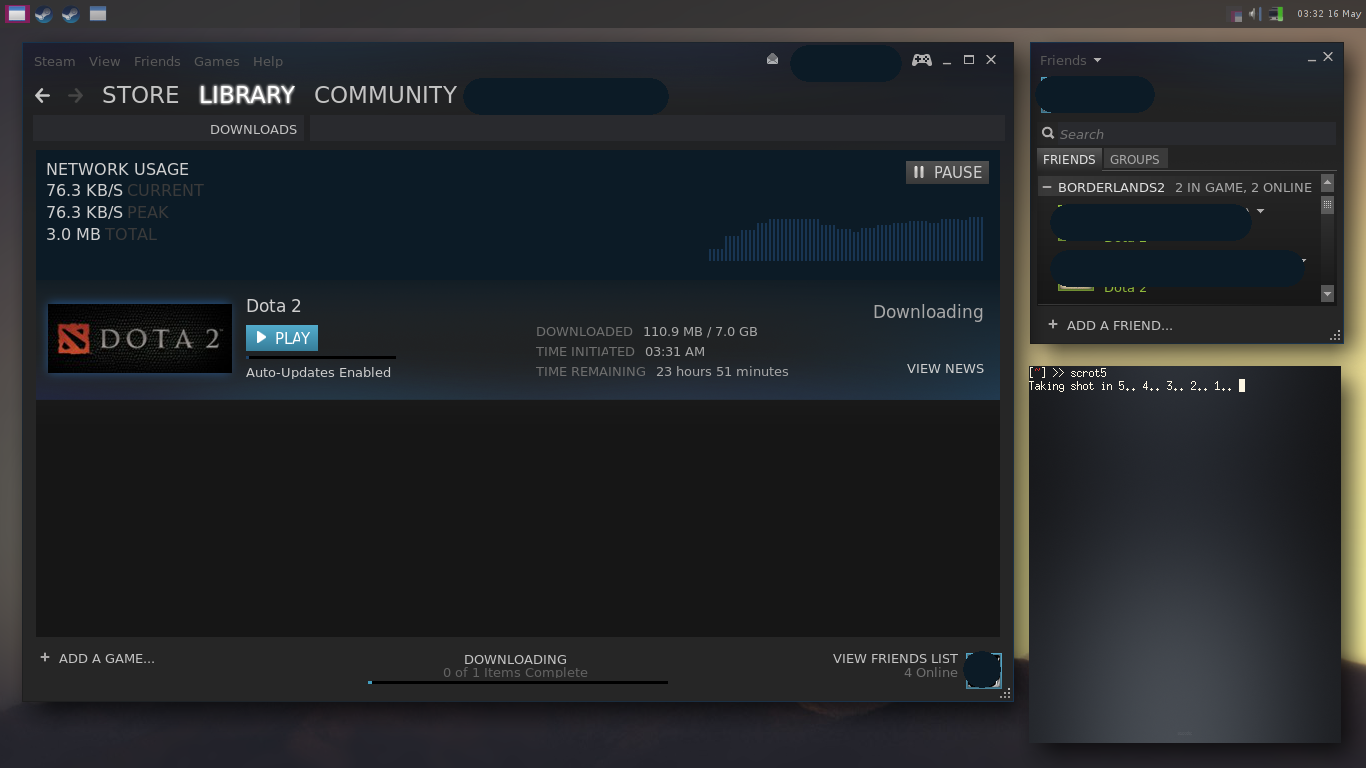 03:32 16 May
Steam View Friends Games Help
STORE LIBRARY COMMUNITY
DOWNLOADS
NETWORK USAGE
76.3 KB/S CURRENT
76.3 KB/S PEAK
3.0 MB TOTAL
PAUSE
DOTA 2
Dota 2
PLAY
Auto-Updates Enabled
DOWNLOADED 110.9 MB / 7.0 GB
TIME INITIATED 03:31 AM
TIME REMAINING 23 hours 51 minutes
Downloading
VIEW NEWS
+ ADD A GAME...
DOWNLOADING
0 of 1 Items Complete
VIEW FRIENDS LIST
4 Online
Friends
Search
FRIENDS GROUPS
BORDERLANDS2 2 IN GAME, 2 ONLINE
Dota 2
Dota 2
+ ADD A FRIEND...
[~] >> scrot5
Taking shot in 5.. 4.. 3.. 2.. 1..